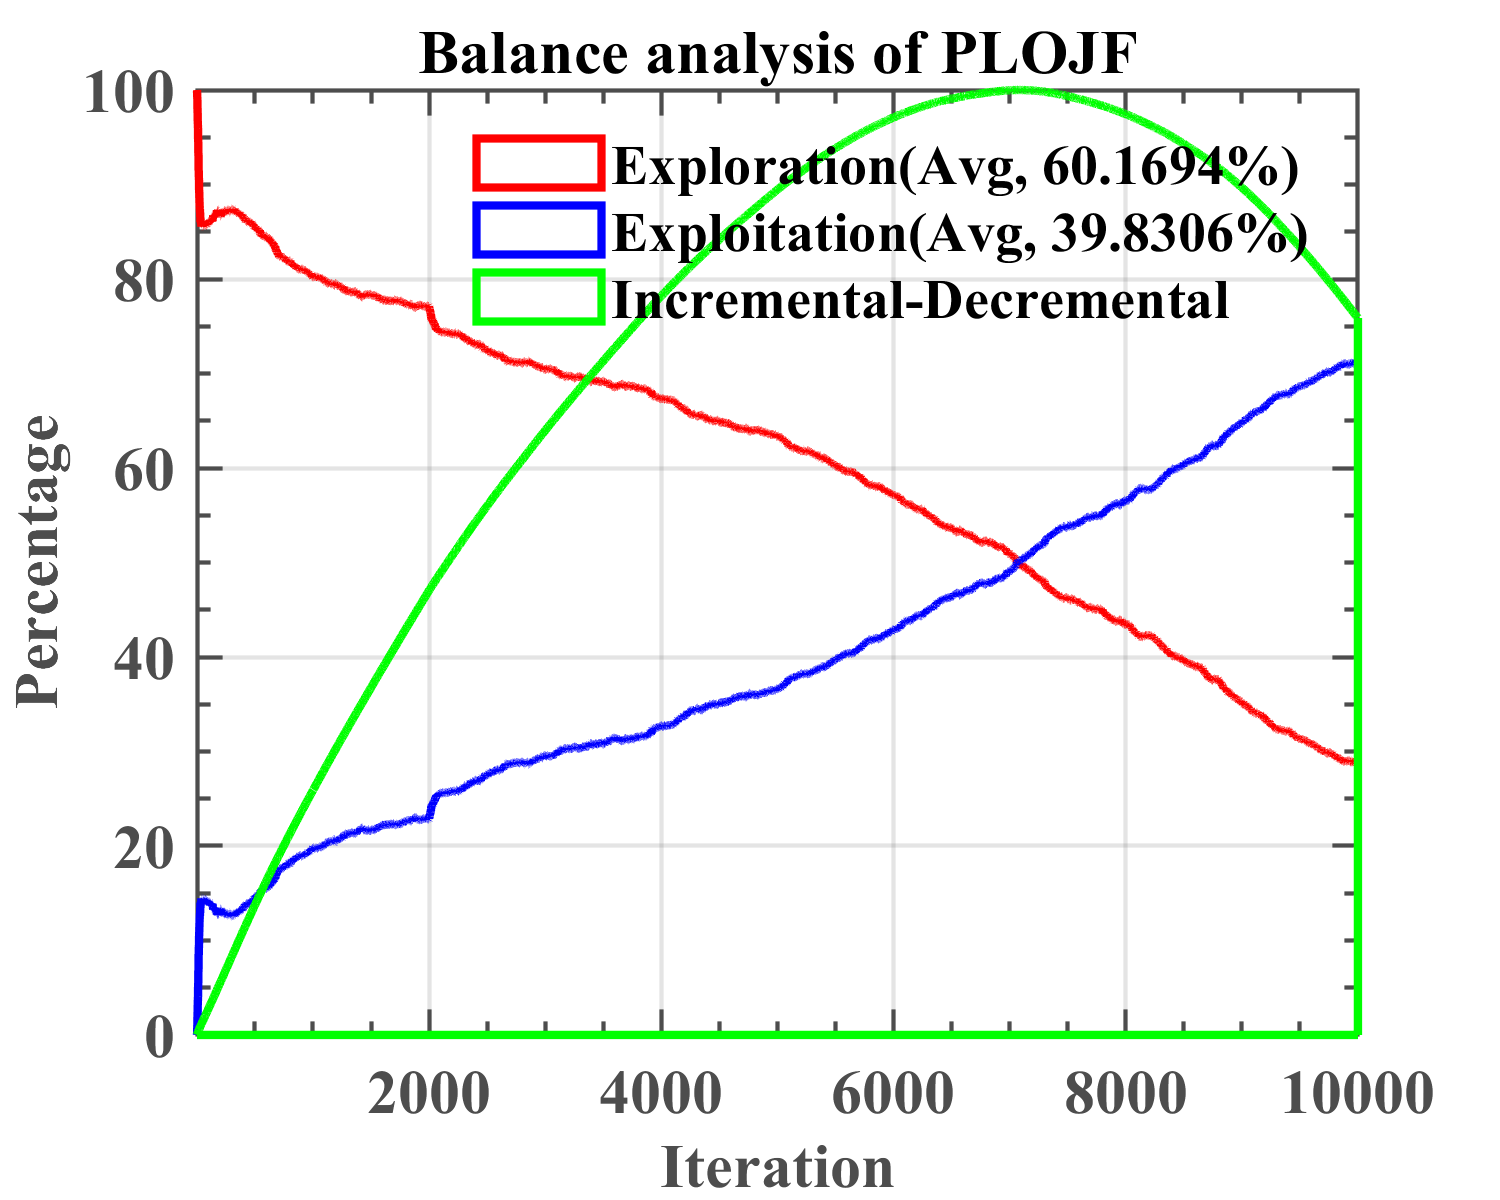 Balance analysis of PLOJF
100
80
60
40
20
0
Percentage
Exploration(Avg, 60.1694%)
Exploitation(Avg, 39.8306%)
Incremental-Decremental
2000 4000 6000 8000 10000
Iteration